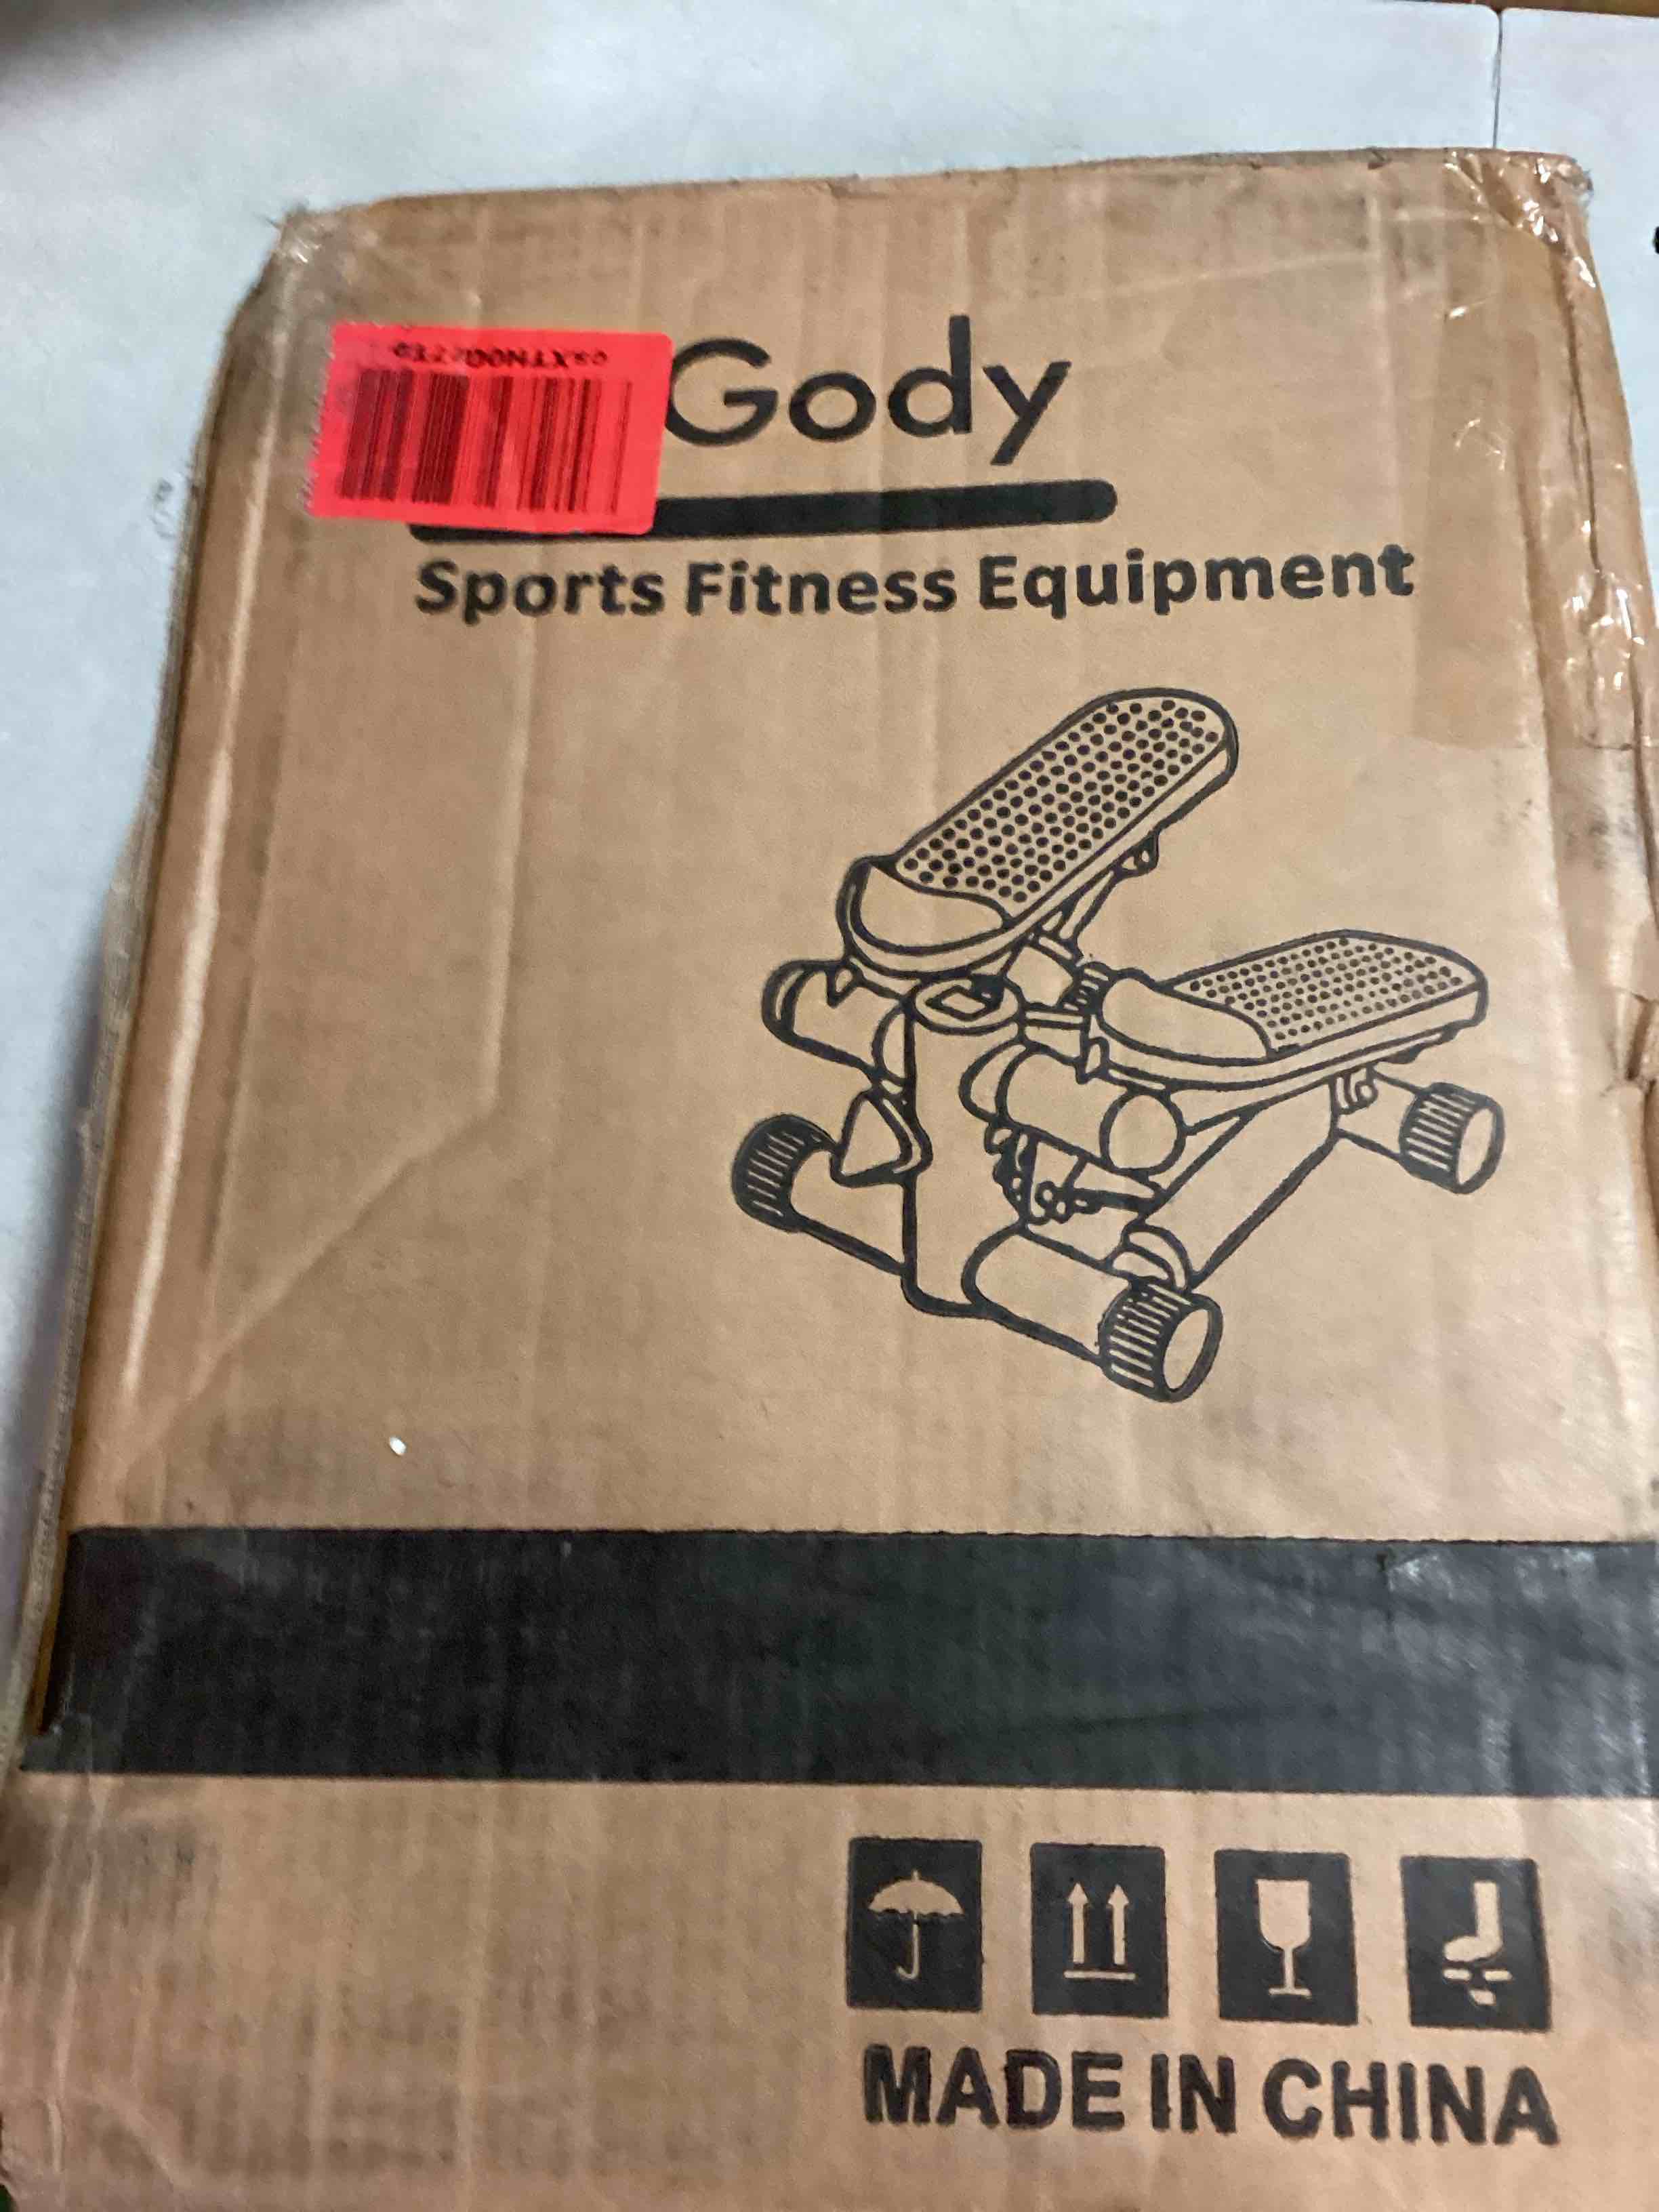 Gody
Sports Fitness Equipment
MADE IN CHINA